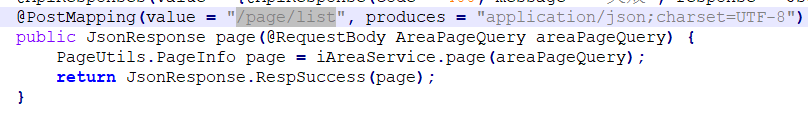 @PostMapping(value = "/page/list", produces = "application/json;charset=UTF-8")
public JsonResponse page(@RequestBody AreaPageQuery areaPageQuery) {
PageUtils.PageInfo page = iAreaService.page(areaPageQuery);
return JsonResponse.RespSuccess(page);
}